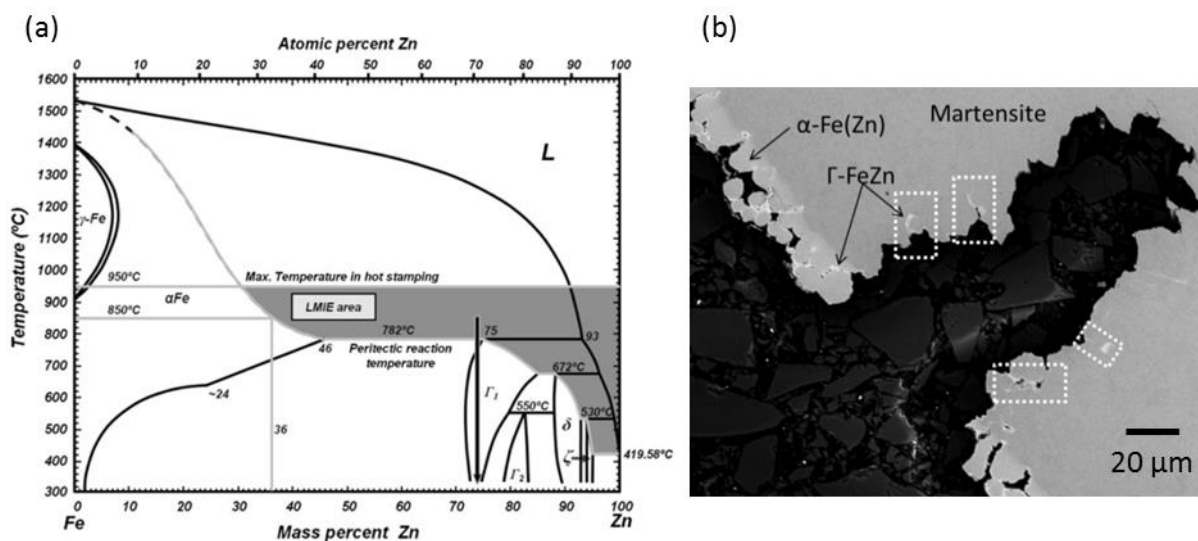 (a)
Atomic percent Zn
0 10 20 30 40 50 60 70 80 90 100
1600
1500
1400
1300
1200
1100
1000
900
800
700
600
500
400
300
Temperature (ºC)
L
γ-Fe
950ºC
Max. Temperature in hot stamping
αFe
LMIE area
850ºC
782ºC
75
93
46
Peritectic reaction
temperature
672ºC
~24
Γ₁
550ºC
530ºC
δ
36
Γ₂
ζ
419.58ºC
0 10 20 30 40 50 60 70 80 90 100
Fe
Mass percent Zn
Zn
(b)
Martensite
α-Fe(Zn)
Γ-FeZn
20 µm